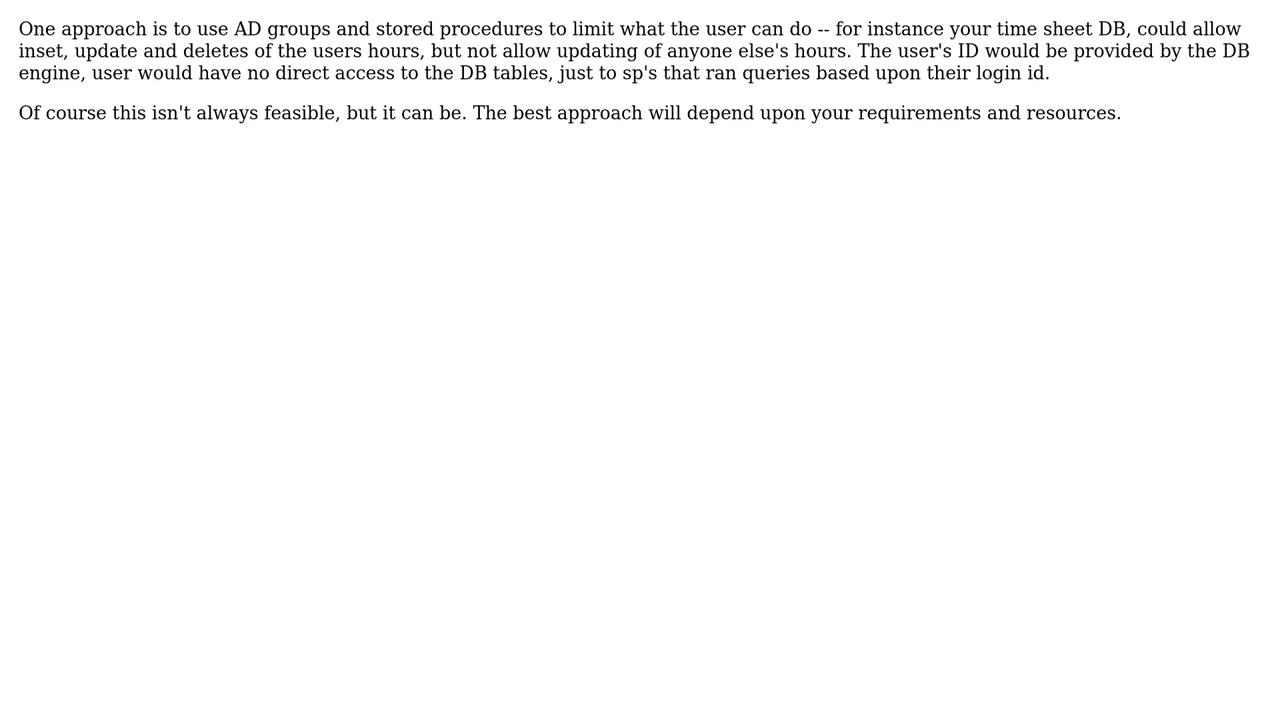 One approach is to use AD groups and stored procedures to limit what the user can do -- for instance your time sheet DB, could allow
inset, update and deletes of the users hours, but not allow updating of anyone else's hours. The user's ID would be provided by the DB
engine, user would have no direct access to the DB tables, just to sp's that ran queries based upon their login id.
Of course this isn't always feasible, but it can be. The best approach will depend upon your requirements and resources.